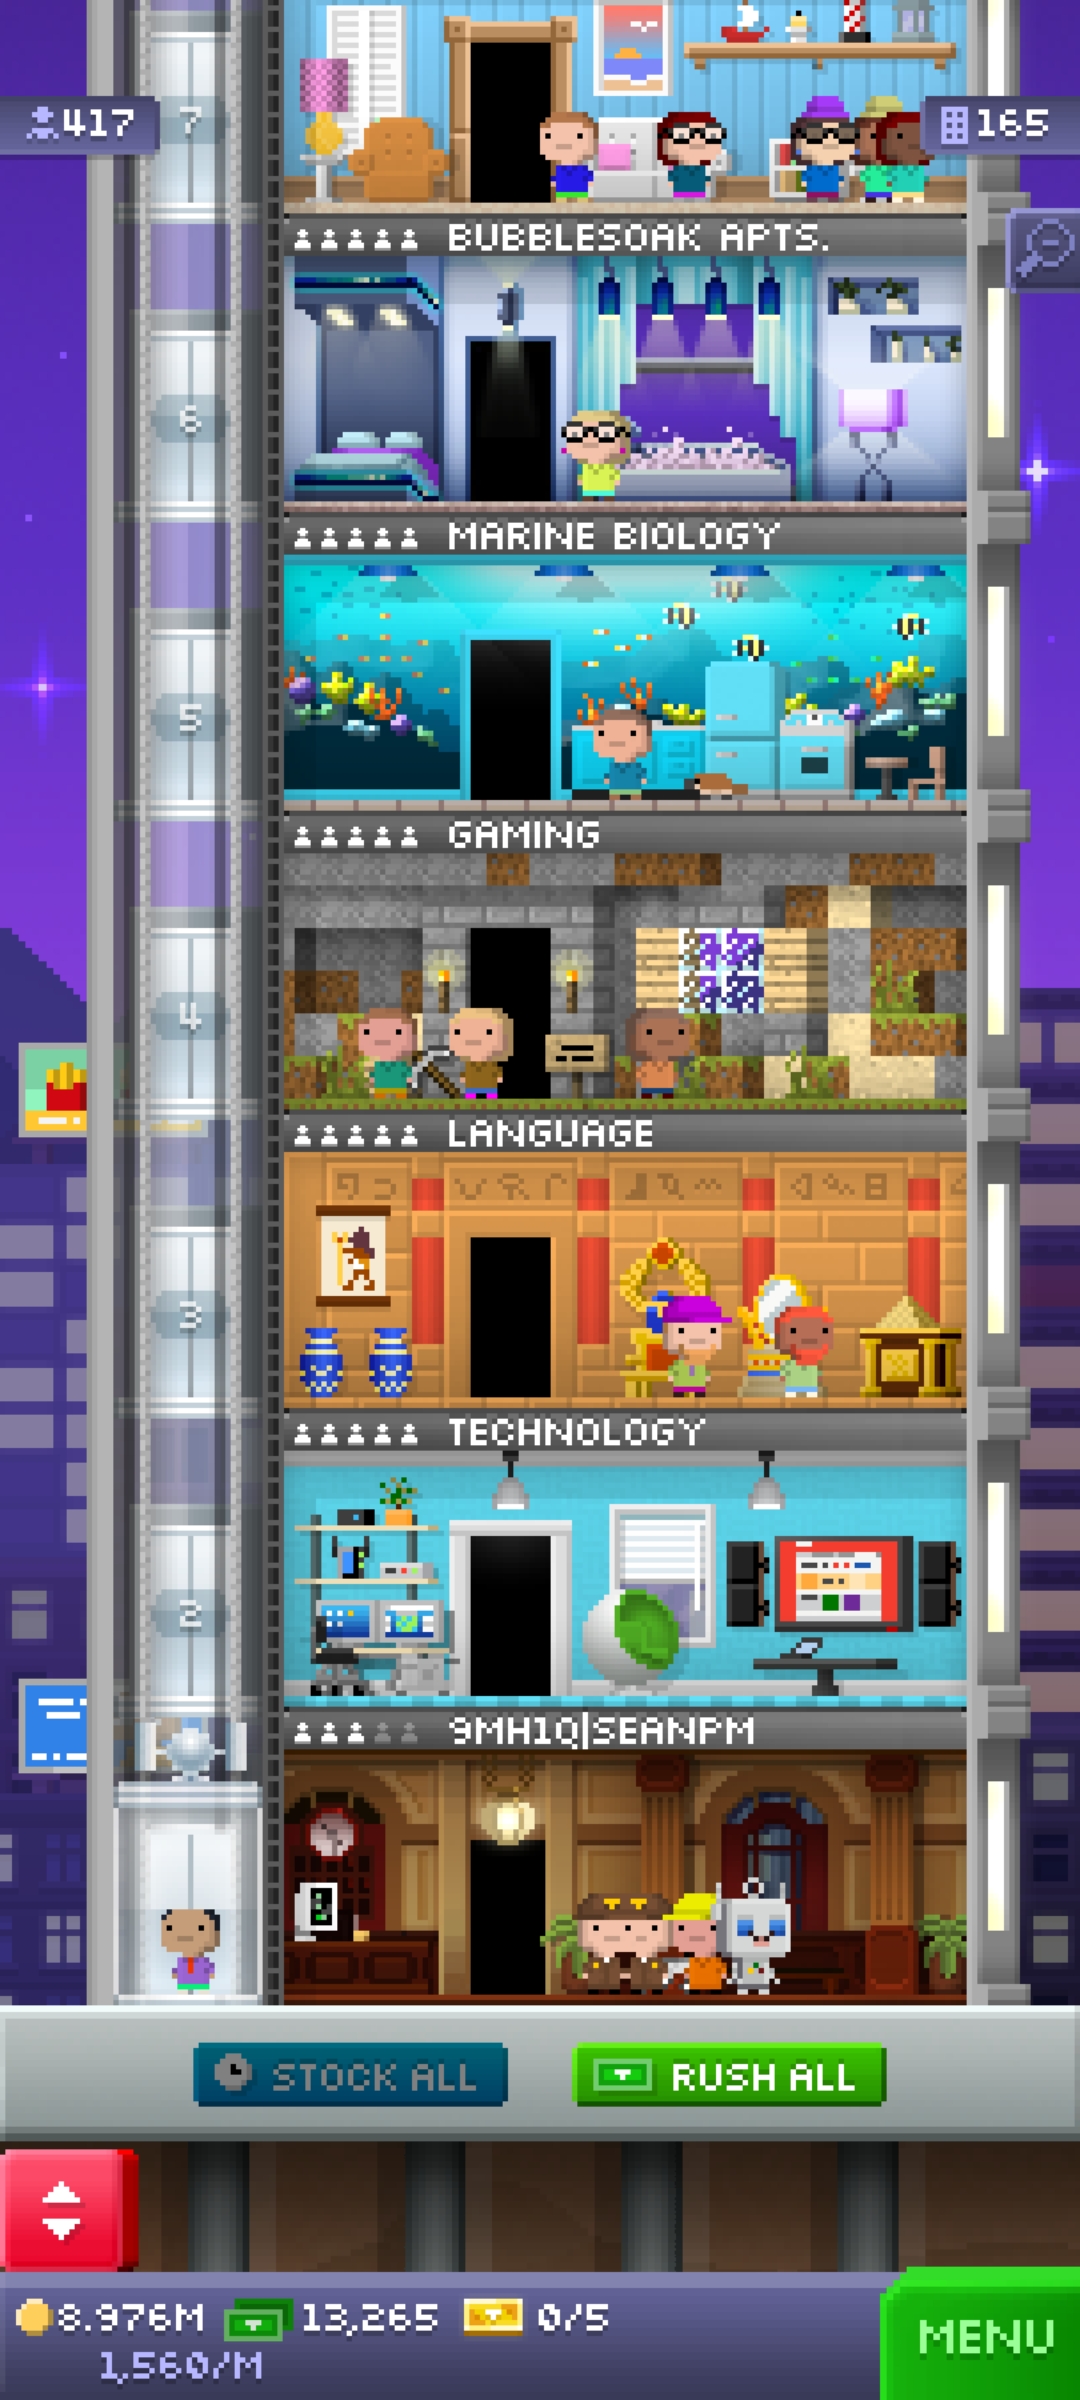 417
7
165
BUBBLESOAK APTS.
6
MARINE BIOLOGY
5
GAMING
4
LANGUAGE
3
TECHNOLOGY
2
9MH1Q|SEANPM
STOCK ALL
RUSH ALL
8.976M
13,265
0/5
1,560/M
MENU